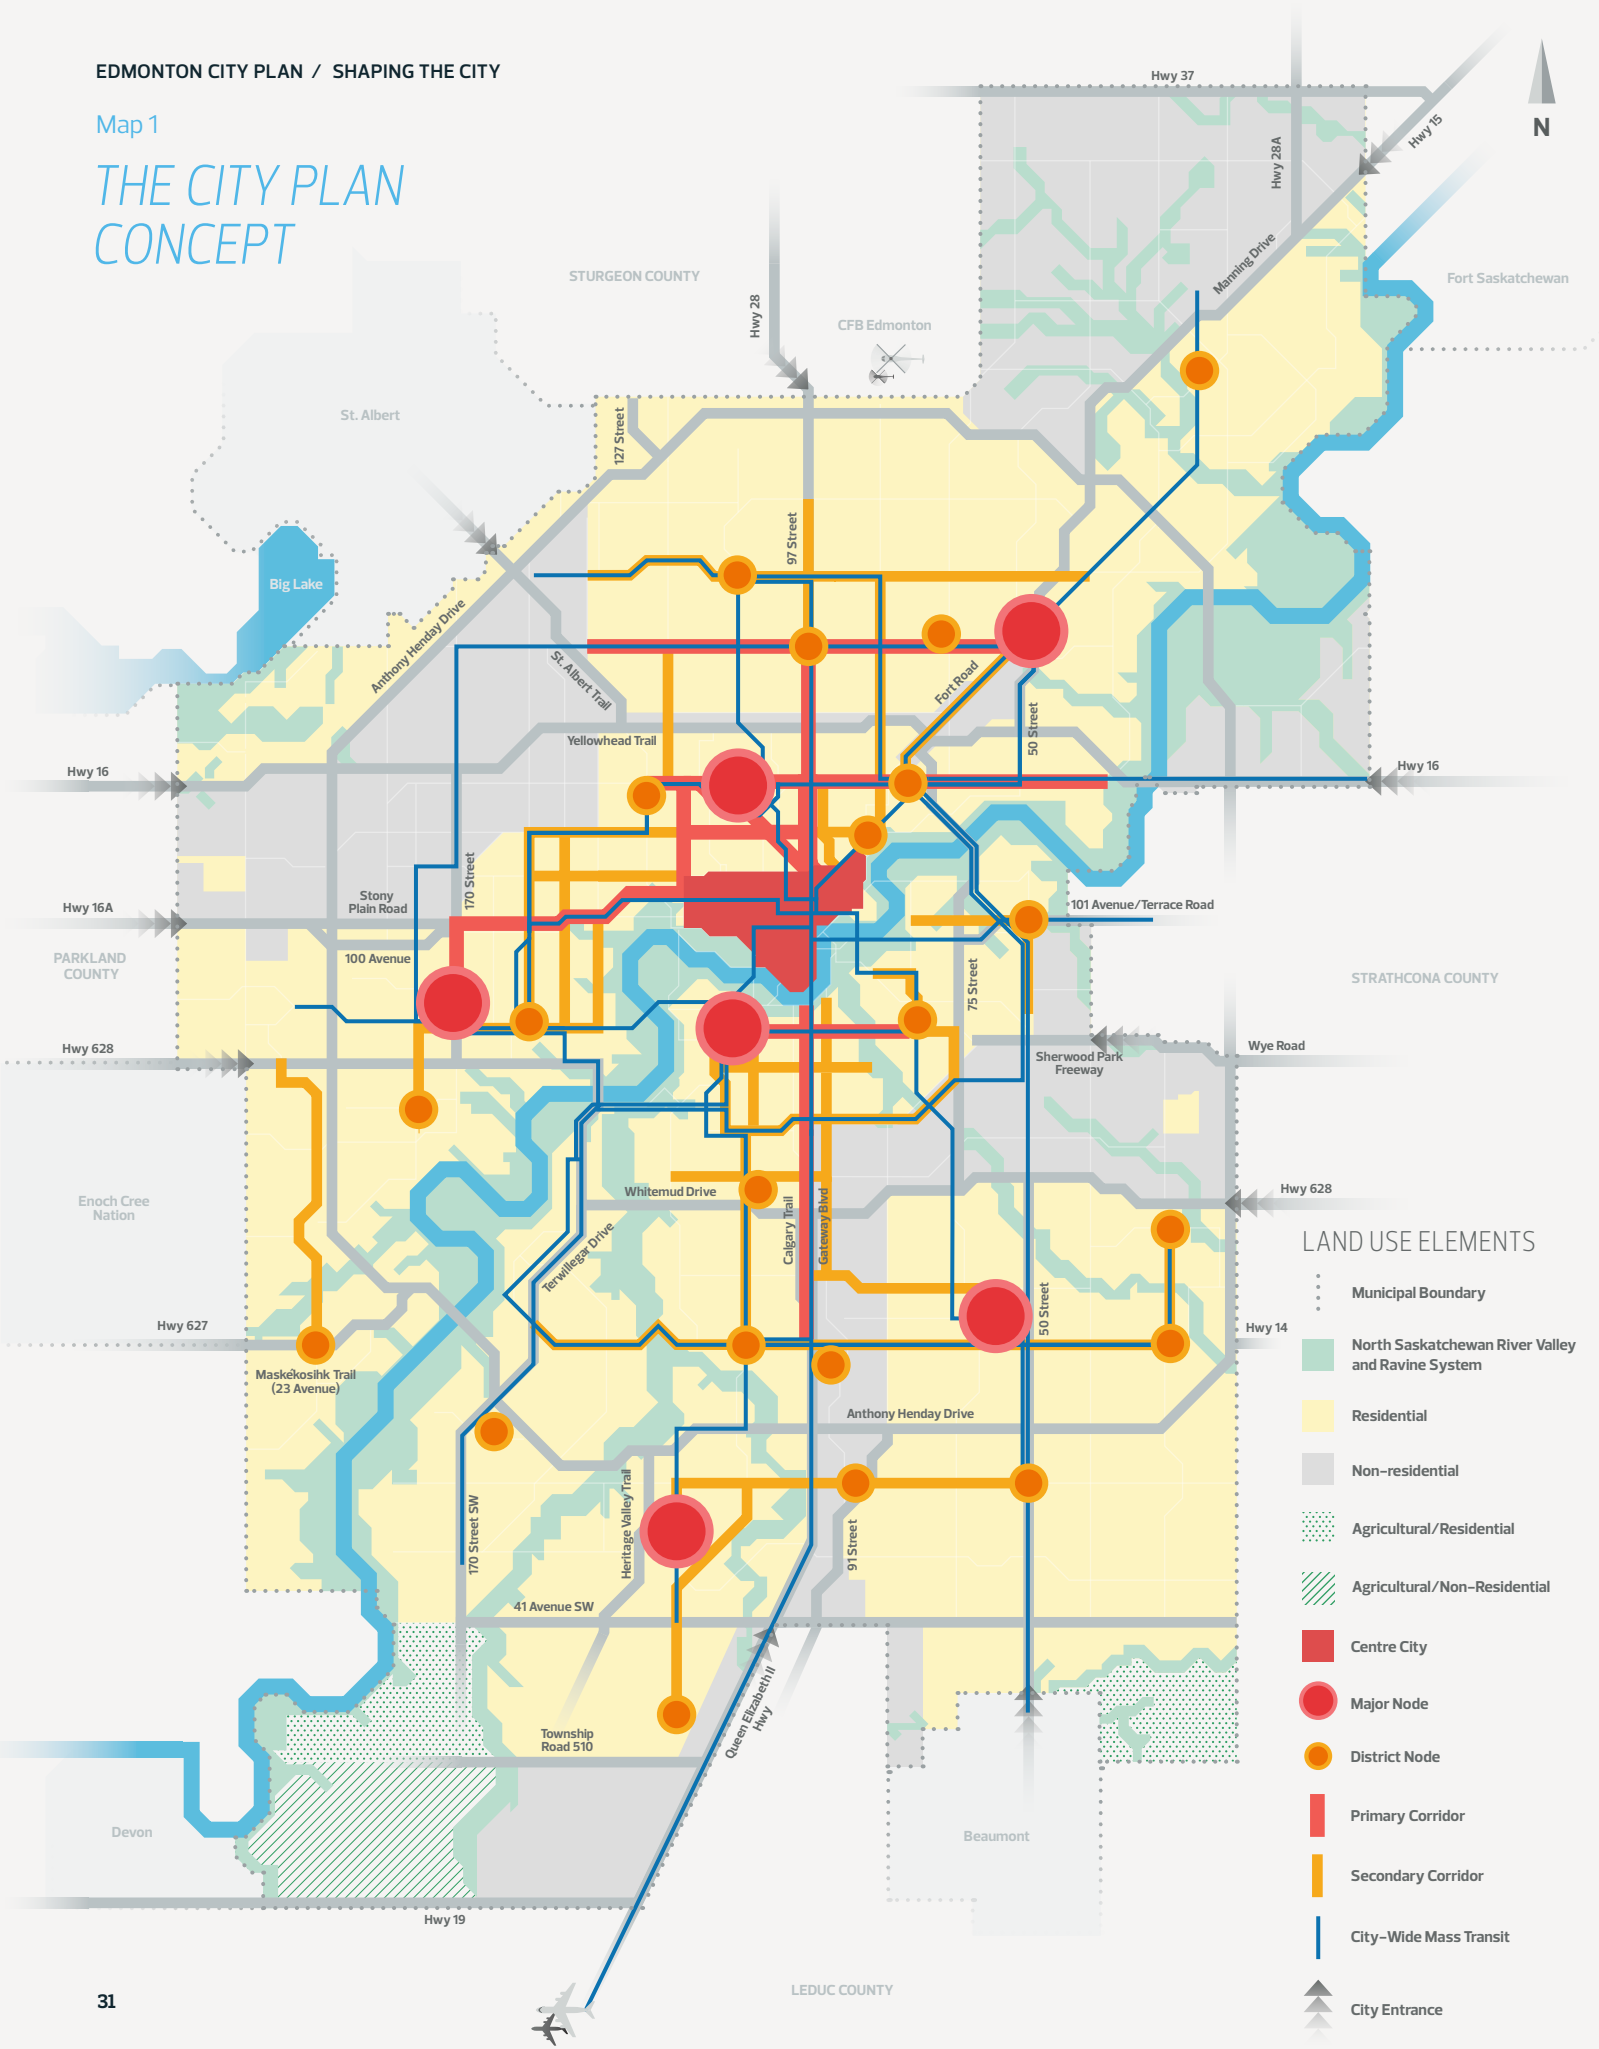 EDMONTON CITY PLAN / SHAPING THE CITY
Map 1
THE CITY PLAN
CONCEPT
Hwy 37
Hwy 15
N
Hwy 28A
Manning Drive
STURGEON COUNTY
Fort Saskatchewan
Hwy 28
CFB Edmonton
St. Albert
127 Street
97 Street
Big Lake
Anthony Henday Drive
St. Albert Trail
Fort Road
50 Street
Yellowhead Trail
Hwy 16
Hwy 16
170 Street
Stony
Plain Road
Hwy 16A
101 Avenue/Terrace Road
PARKLAND
COUNTY
100 Avenue
75 Street
STRATHCONA COUNTY
Hwy 628
Wye Road
Sherwood Park
Freeway
Enoch Cree
Nation
Whitemud Drive
Hwy 628
Calgary Trail
Gateway Blvd
Terwillegar Drive
50 Street
Hwy 627
Hwy 14
Maskêkosihk Trail
(23 Avenue)
Anthony Henday Drive
170 Street SW
Heritage Valley Trail
91 Street
41 Avenue SW
Queen Elizabeth II
Hwy
Township
Road 510
Devon
Beaumont
Hwy 19
LEDUC COUNTY
31
LAND USE ELEMENTS
Municipal Boundary
North Saskatchewan River Valley
and Ravine System
Residential
Non-residential
Agricultural/Residential
Agricultural/Non-Residential
Centre City
Major Node
District Node
Primary Corridor
Secondary Corridor
City-Wide Mass Transit
City Entrance